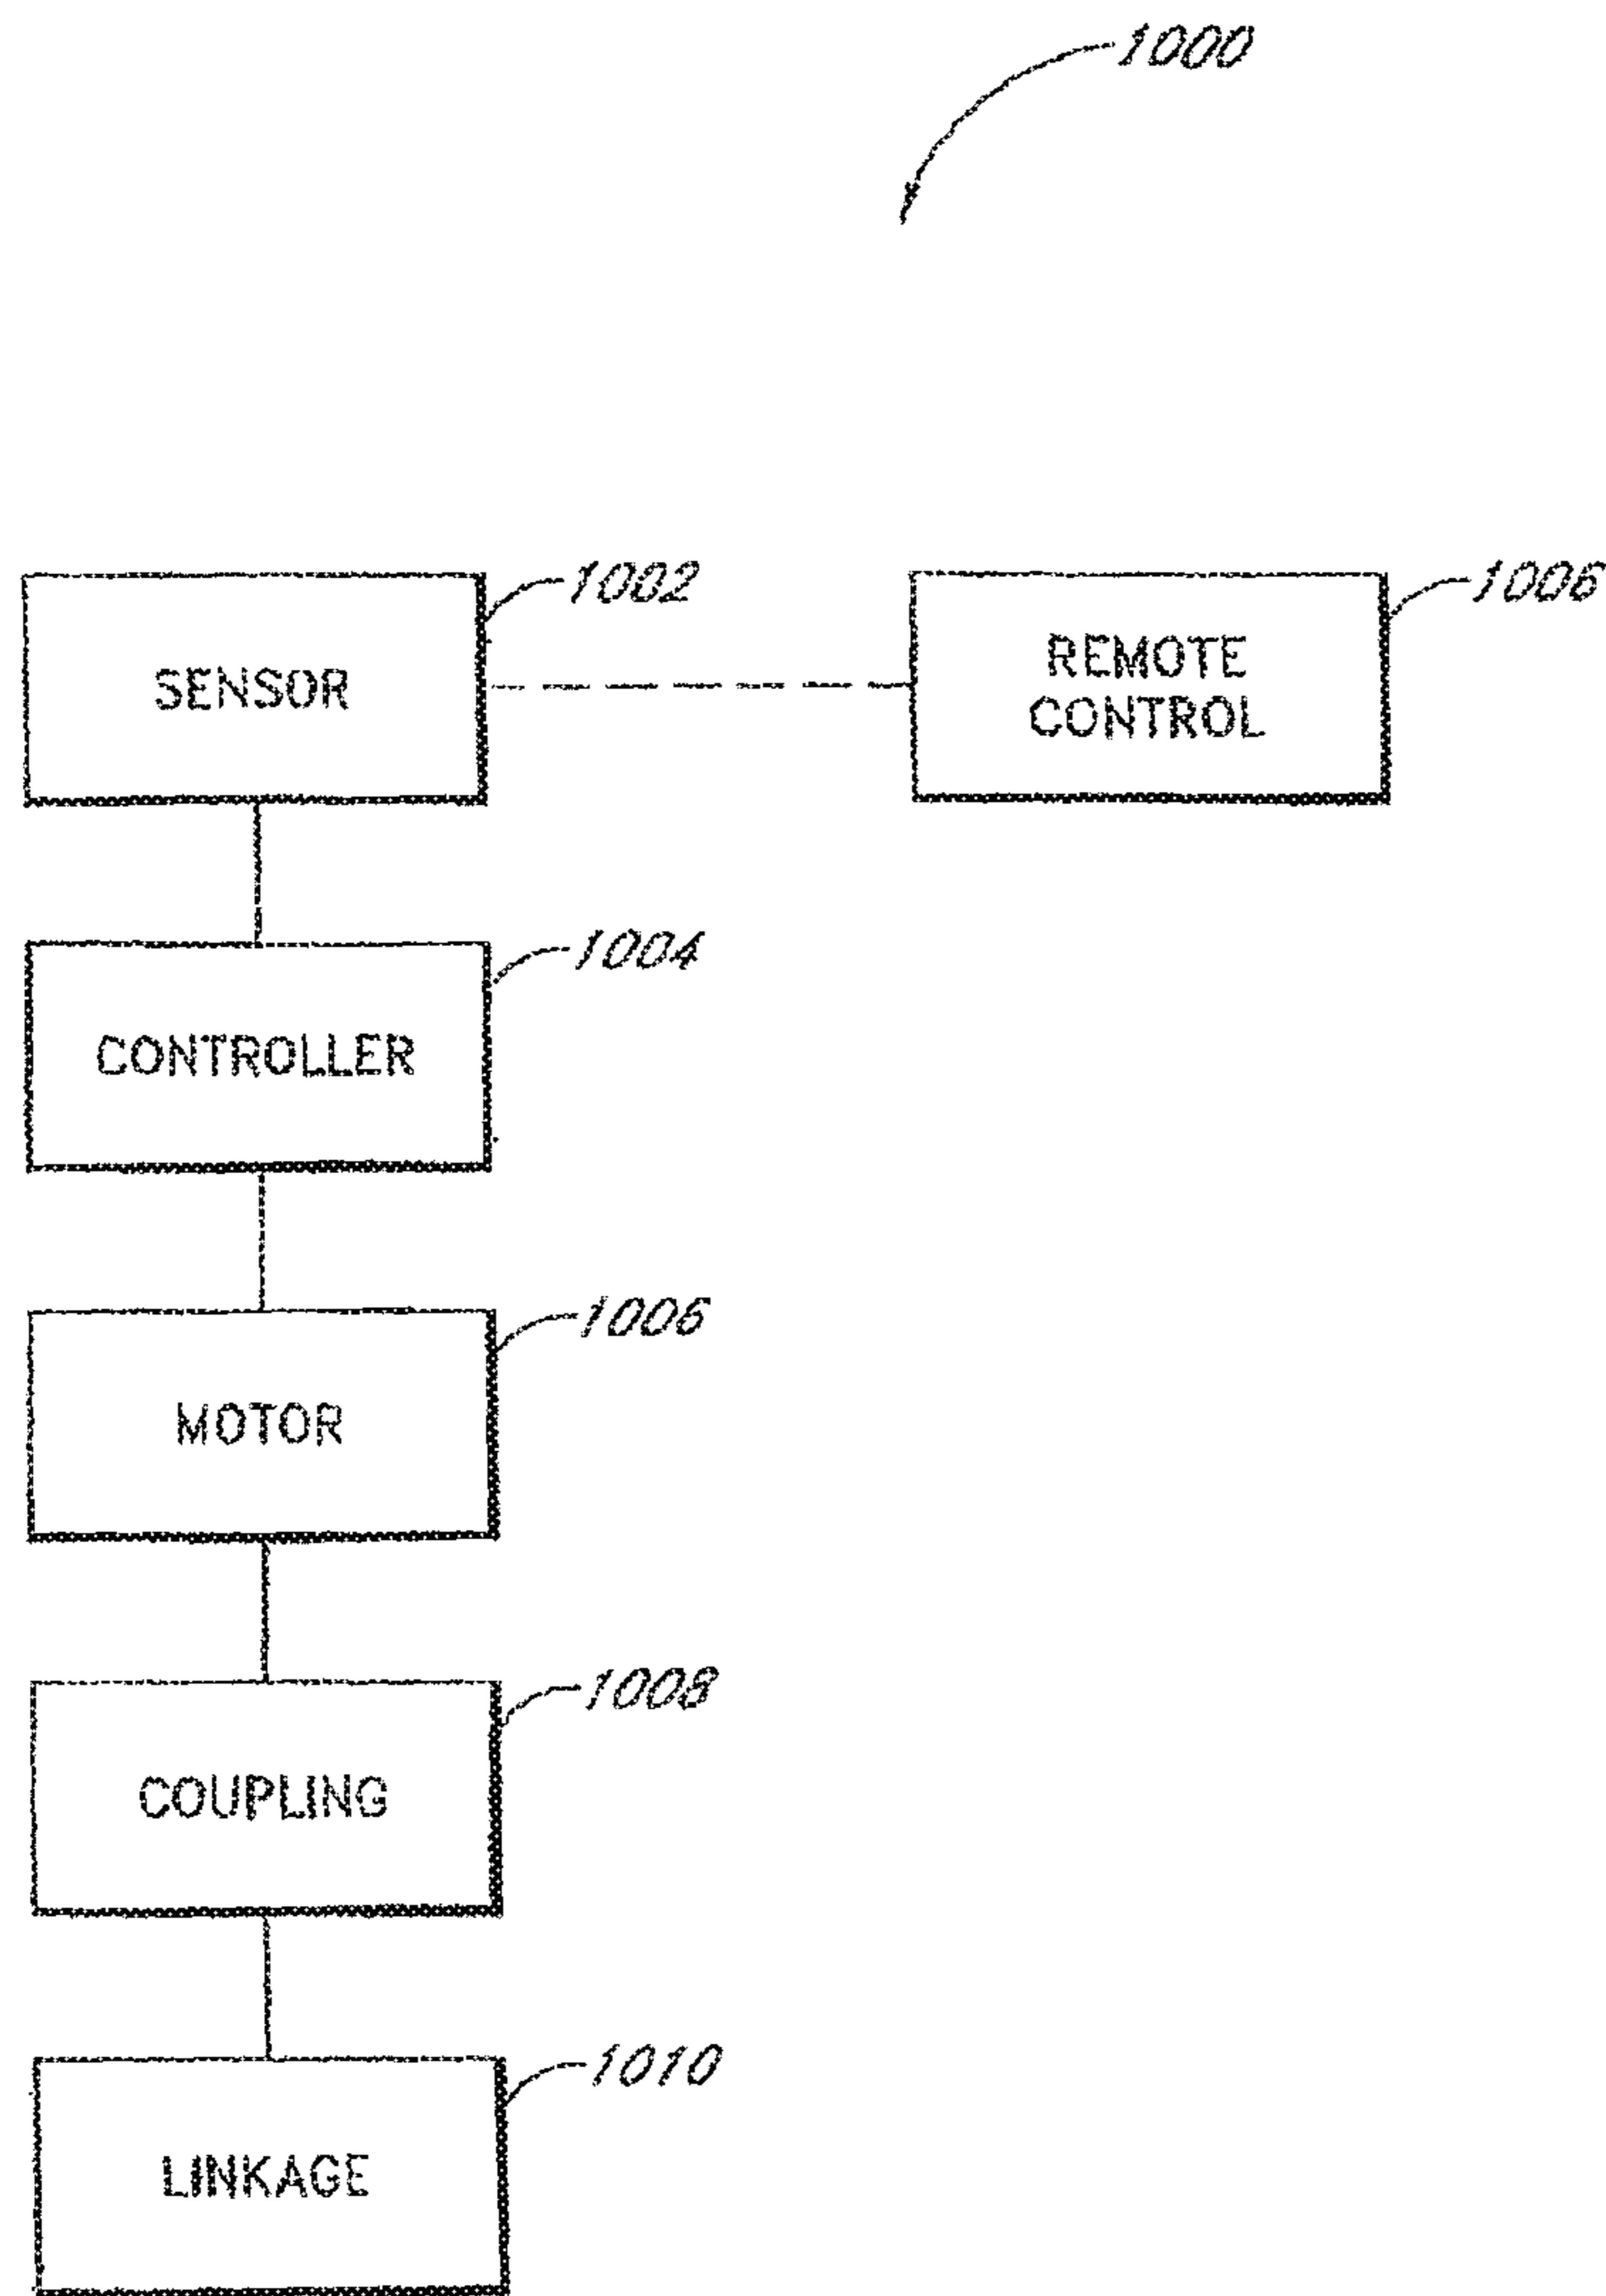 1000
1002
SENSOR
1006
REMOTE
CONTROL
1004
CONTROLLER
1006
MOTOR
1008
COUPLING
1010
LINKAGE